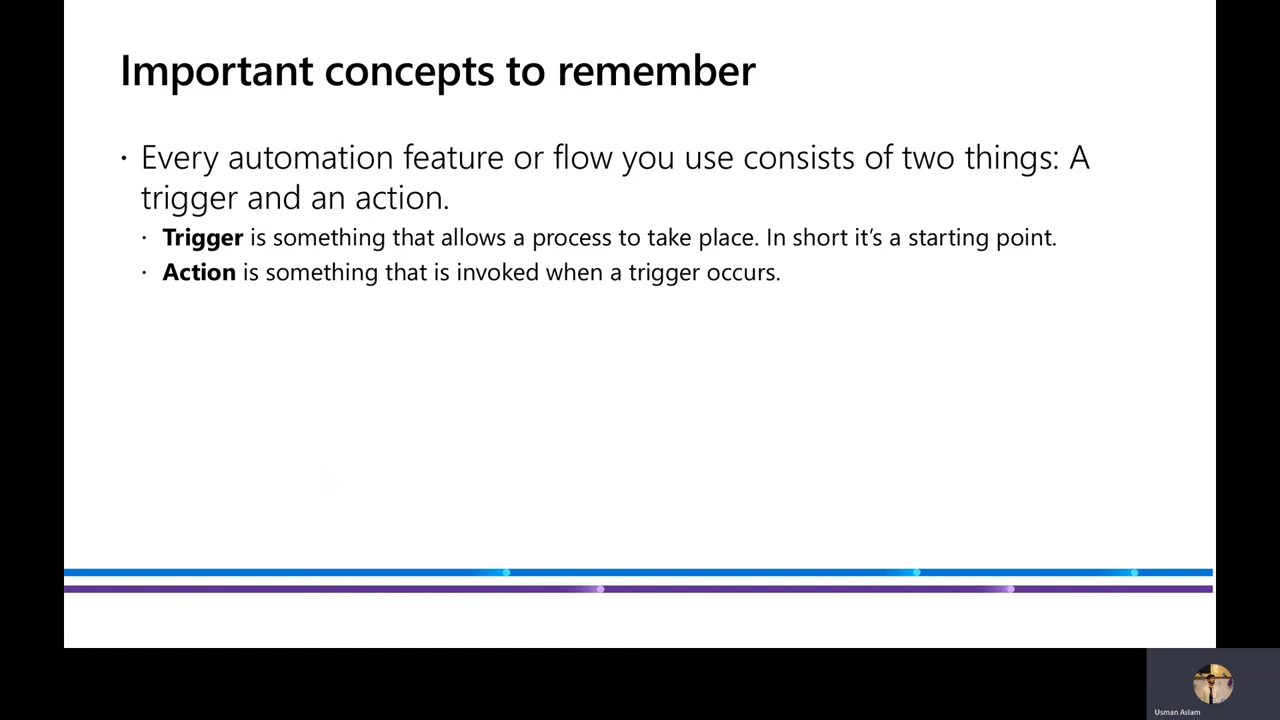 Important concepts to remember
· Every automation feature or flow you use consists of two things: A
trigger and an action.
· Trigger is something that allows a process to take place. In short it’s a starting point.
· Action is something that is invoked when a trigger occurs.
Usman Aslam